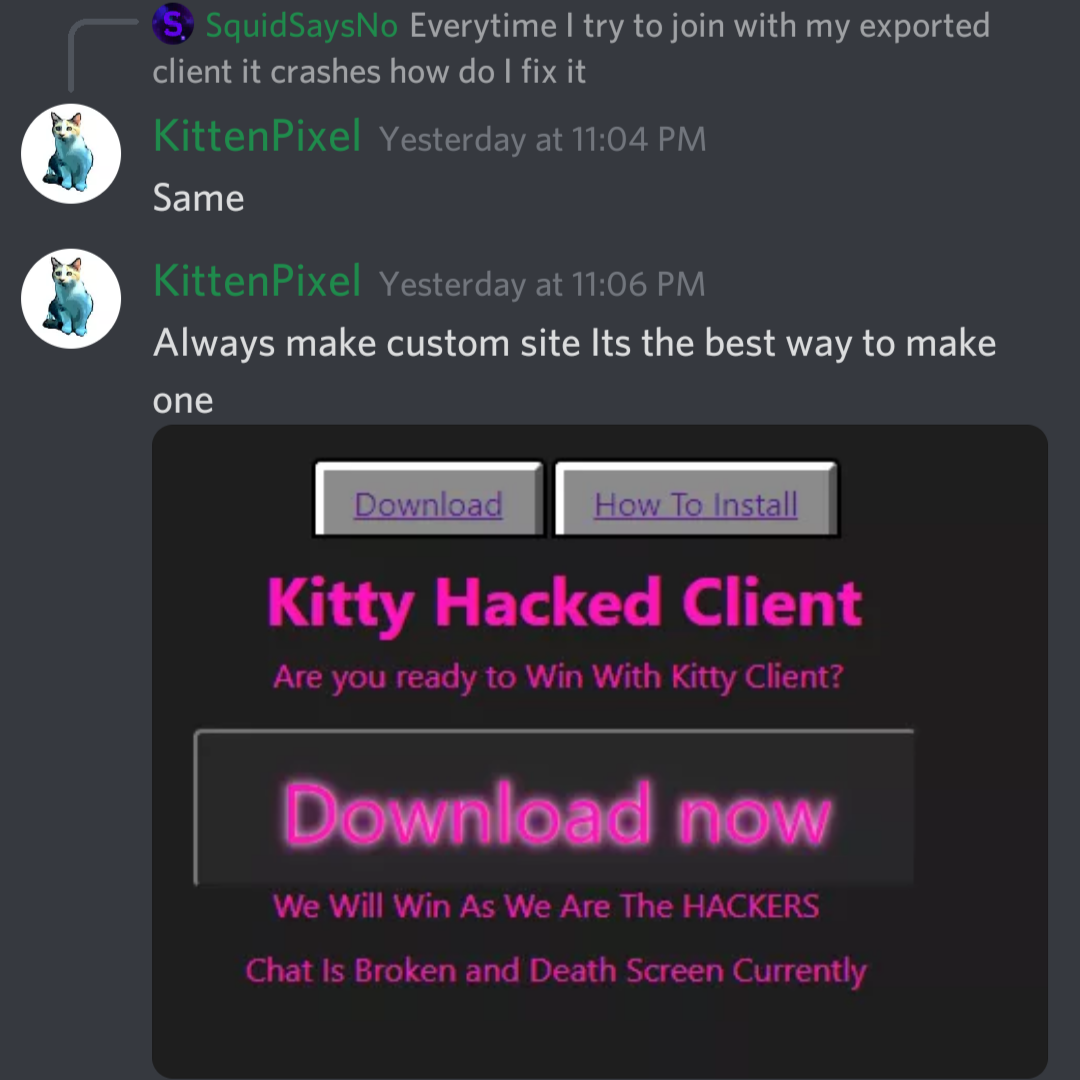 SquidSaysNo Everytime I try to join with my exported
client it crashes how do I fix it
KittenPixel Yesterday at 11:04 PM
Same
KittenPixel Yesterday at 11:06 PM
Always make custom site Its the best way to make
one
Download How To Install
Kitty Hacked Client
Are you ready to Win With Kitty Client?
Download now
We Will Win As We Are The HACKERS
Chat Is Broken and Death Screen Currently